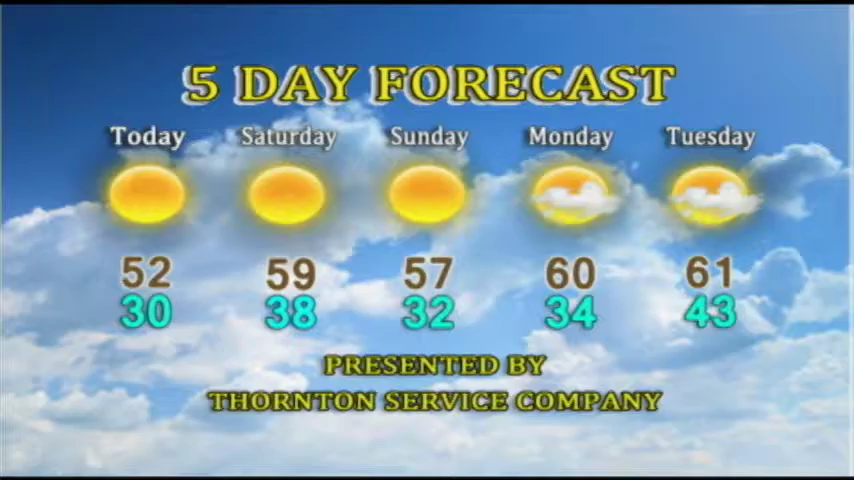 5 DAY FORECAST
Today Saturday Sunday Monday Tuesday
52 59 57 60 61
30 38 32 34 43
PRESENTED BY
THORNTON SERVICE COMPANY